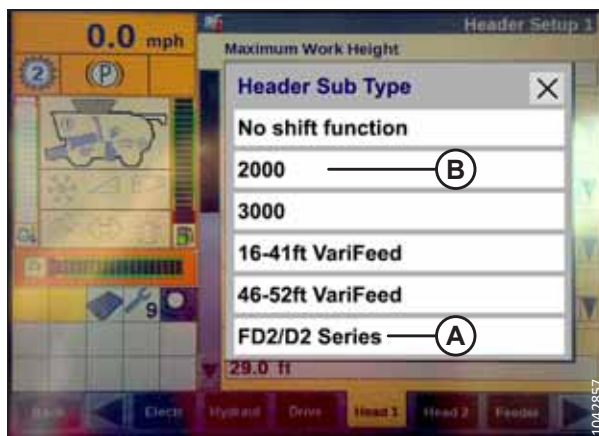 0.0 mph
Header Setup 1
Maximum Work Height
2
P
Header Sub Type
No shift function
2000
B
3000
16-41ft VariFeed
46-52ft VariFeed
FD2/D2 Series
A
9
29.0 ft
Back
Electr
Hydraul
Drive
Head 1
Head 2
Feeder
1042857